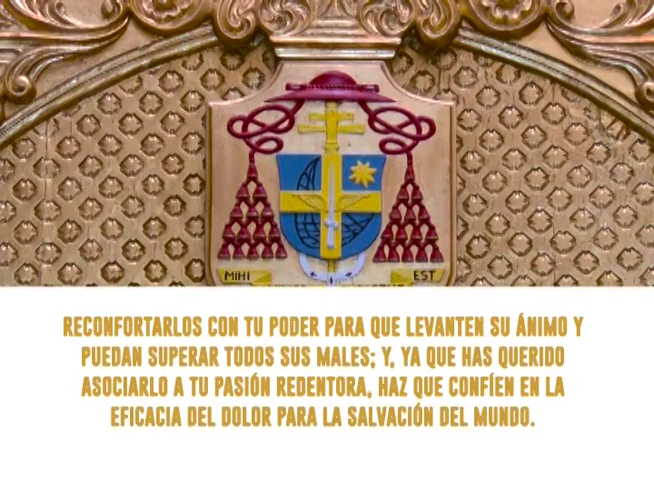 MIHI
EST
RECONFORTARLOS CON TU PODER PARA QUE LEVANTEN SU ÁNIMO Y
PUEDAN SUPERAR TODOS SUS MALES; Y, YA QUE HAS QUERIDO
ASOCIARLO A TU PASIÓN REDENTORA, HAZ QUE CONFÍEN EN LA
EFICACIA DEL DOLOR PARA LA SALVACIÓN DEL MUNDO.